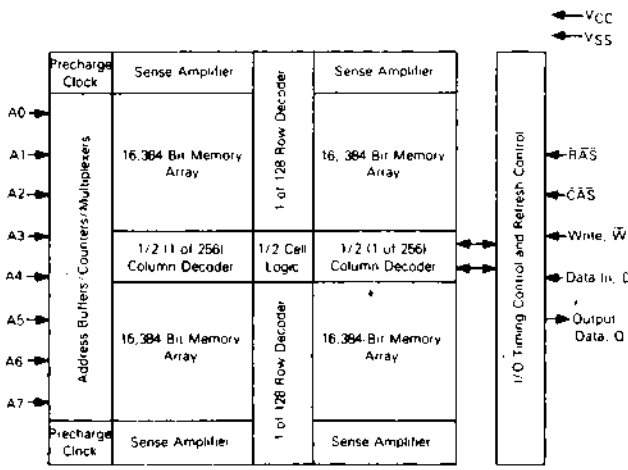 VCC
VSS
Precharge
Clock
Sense Amplifier
1 of 128 Row Decoder
Sense Amplifier
A0
A1
A2
A3
A4
A5
A6
A7
Address Buffers/Counters/Multiplexers
16,384 Bit Memory
Array
16, 384 Bit Memory
Array
1/2 (1 of 256)
Column Decoder
1/2 Cell
Logic
1/2 (1 of 256)
Column Decoder
16,384 Bit Memory
Array
1 of 128 Row Decoder
16,384 Bit Memory
Array
Precharge
Clock
Sense Amplifier
Sense Amplifier
I/O Timing Control and Refresh Control
R̅A̅S̅
C̅A̅S̅
Write, W̅
Data In, D
Output
Data, Q